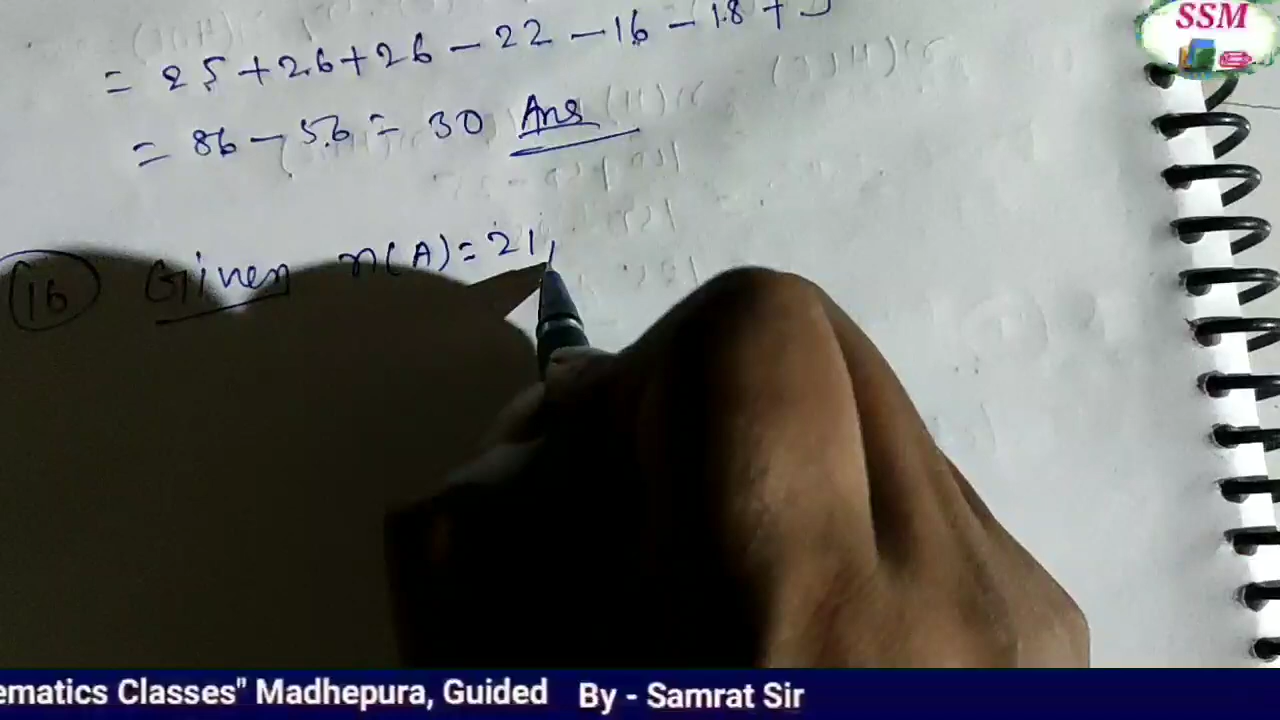 SSM
= 25 + 26 + 26 - 22 - 16 - 18 +
= 86 - 56 = 30 Ans
16 Given n(A) = 21,
ematics Classes" Madhepura, Guided By - Samrat Sir